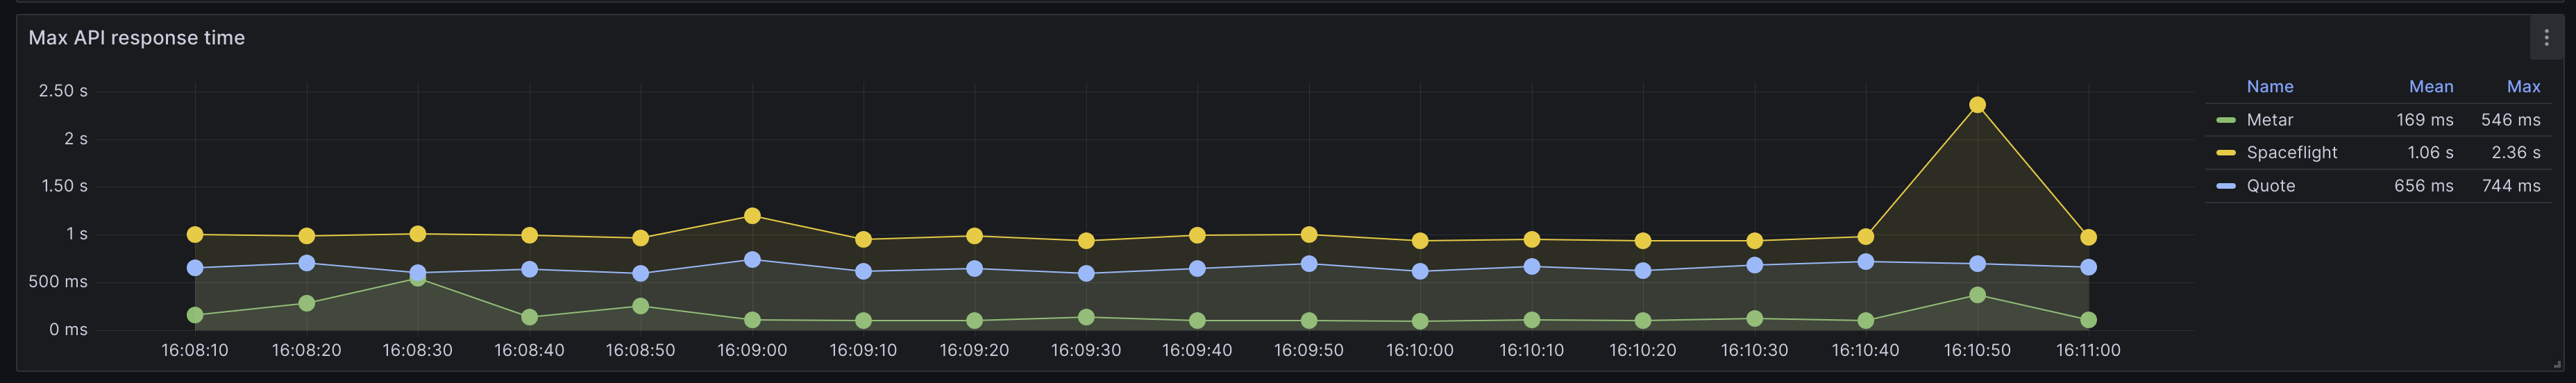 Max API response time
2.50 s
2 s
1.50 s
1 s
500 ms
0 ms
16:08:10 16:08:20 16:08:30 16:08:40 16:08:50 16:09:00 16:09:10 16:09:20 16:09:30 16:09:40 16:09:50 16:10:00 16:10:10 16:10:20 16:10:30 16:10:40 16:10:50 16:11:00
Name Mean Max
Metar 169 ms 546 ms
Spaceflight 1.06 s 2.36 s
Quote 656 ms 744 ms